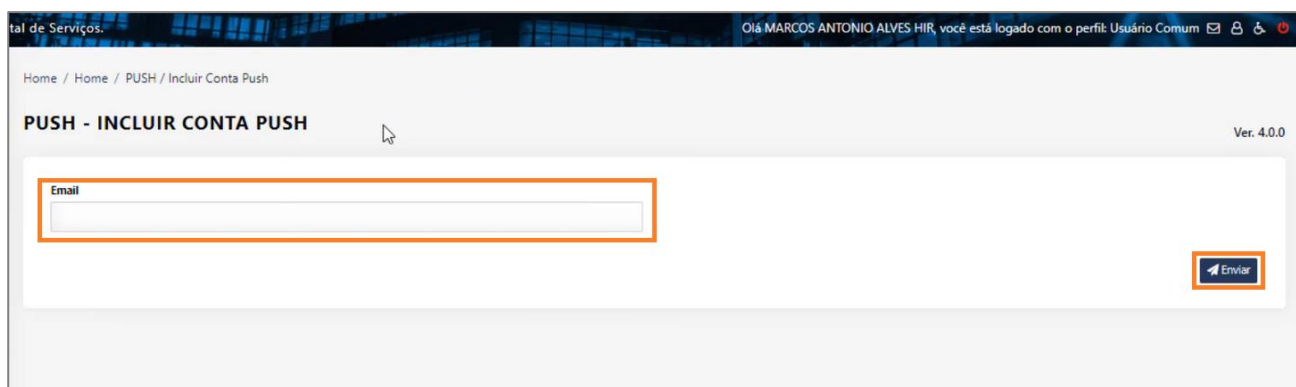 tal de Serviços.
Olá MARCOS ANTONIO ALVES HIR, você está logado com o perfil: Usuário Comum
Home / Home / PUSH / Incluir Conta Push
PUSH - INCLUIR CONTA PUSH
Ver. 4.0.0
Email
Enviar